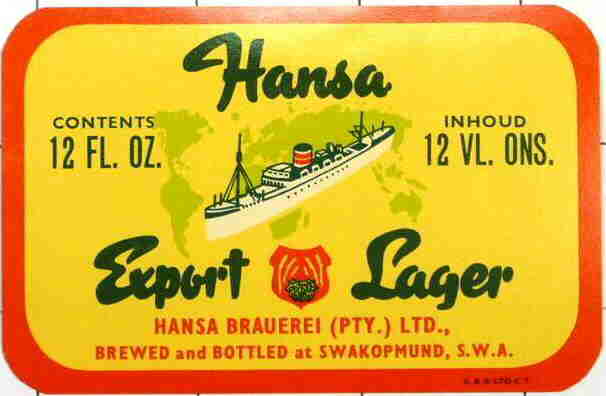 Hansa
CONTENTS
12 FL. OZ.
INHOUD
12 VL. ONS.
Export Lager
HANSA BRAUEREI (PTY.) LTD.,
BREWED and BOTTLED at SWAKOPMUND, S.W.A.